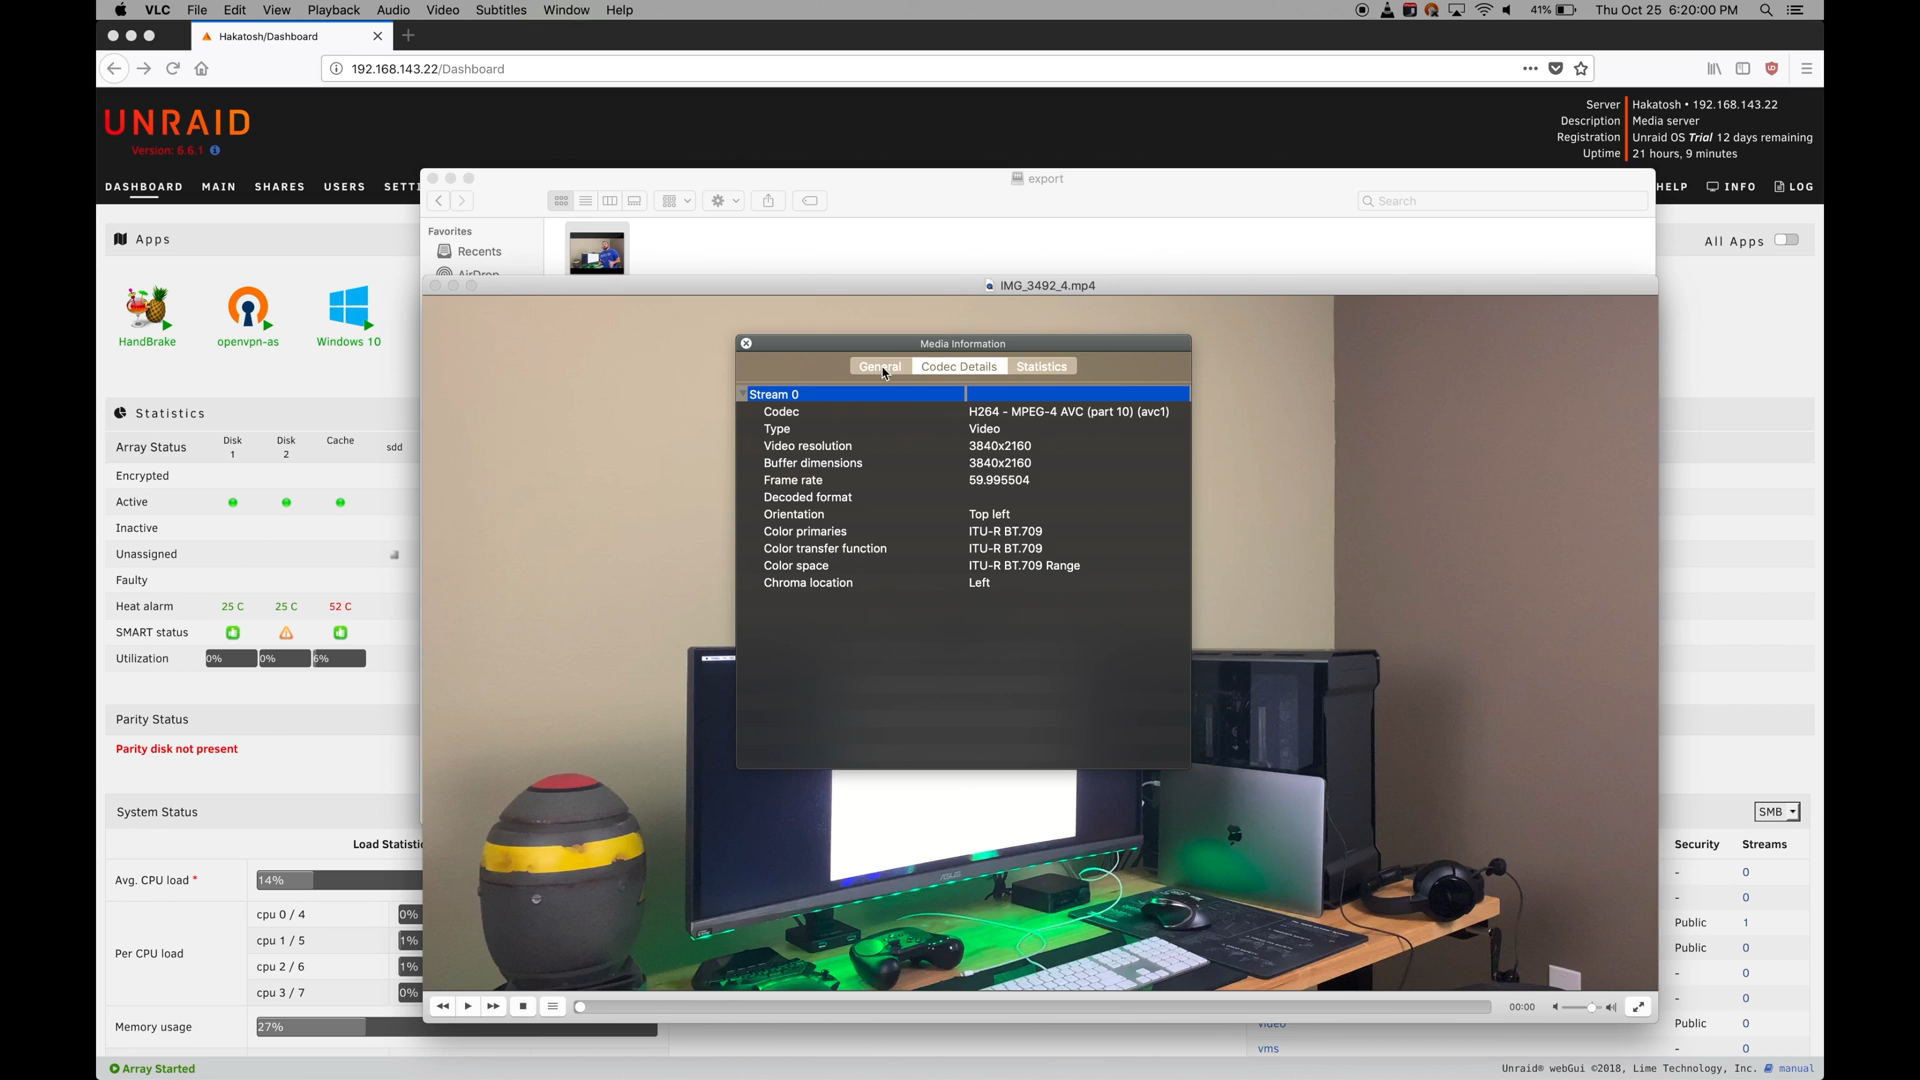 VLC File Edit View Playback Audio Video Subtitles Window Help 41% Thu Oct 25 6:20:00 PM
Hakatosh/Dashboard
192.168.143.22/Dashboard
UNRAID
Version: 6.6.1
Server Hakatosh • 192.168.143.22
Description Media server
Registration Unraid OS Trial 12 days remaining
Uptime 21 hours, 9 minutes
DASHBOARD MAIN SHARES USERS SETTI HELP INFO LOG
export
Search
Favorites
Recents
AirDrop
Apps
All Apps
HandBrake openvpn-as Windows 10
IMG_3492_4.mp4
Media Information
General Codec Details Statistics
Stream 0
Codec H264 - MPEG-4 AVC (part 10) (avc1)
Type Video
Video resolution 3840x2160
Buffer dimensions 3840x2160
Frame rate 59.995504
Decoded format
Orientation Top left
Color primaries ITU-R BT.709
Color transfer function ITU-R BT.709
Color space ITU-R BT.709 Range
Chroma location Left
Statistics
Array Status Disk 1 Disk 2 Cache sdd
Encrypted
Active
Inactive
Unassigned
Faulty
Heat alarm 25 C 25 C 52 C
SMART status
Utilization 0% 0% 6%
Parity Status
Parity disk not present
System Status
SMB
Load Statisti
Security Streams
Avg. CPU load * 14%
- 0
- 0
Per CPU load
cpu 0 / 4 0%
cpu 1 / 5 1%
cpu 2 / 6 1%
cpu 3 / 7 0%
Public 1
Public 0
- 0
- 0
ASUS
00:00
Memory usage 27%
video Public 0
vms - 0
Array Started
Unraid® webGui ©2018, Lime Technology, Inc. manual